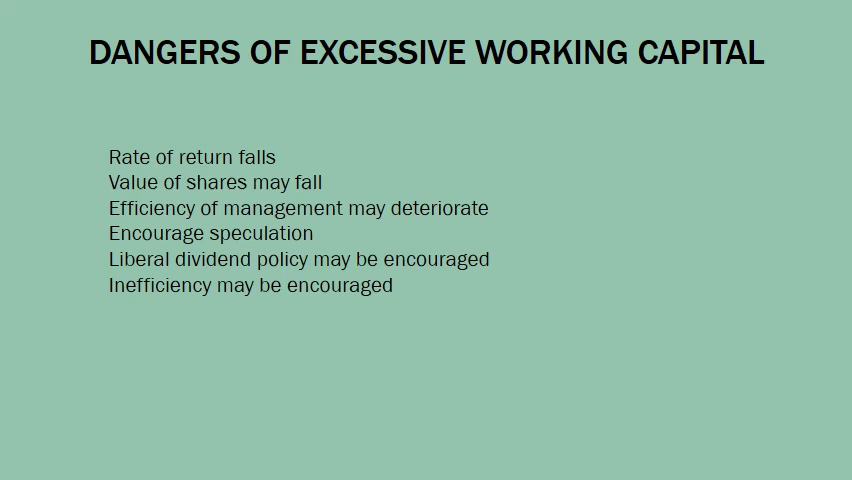 DANGERS OF EXCESSIVE WORKING CAPITAL
Rate of return falls
Value of shares may fall
Efficiency of management may deteriorate
Encourage speculation
Liberal dividend policy may be encouraged
Inefficiency may be encouraged